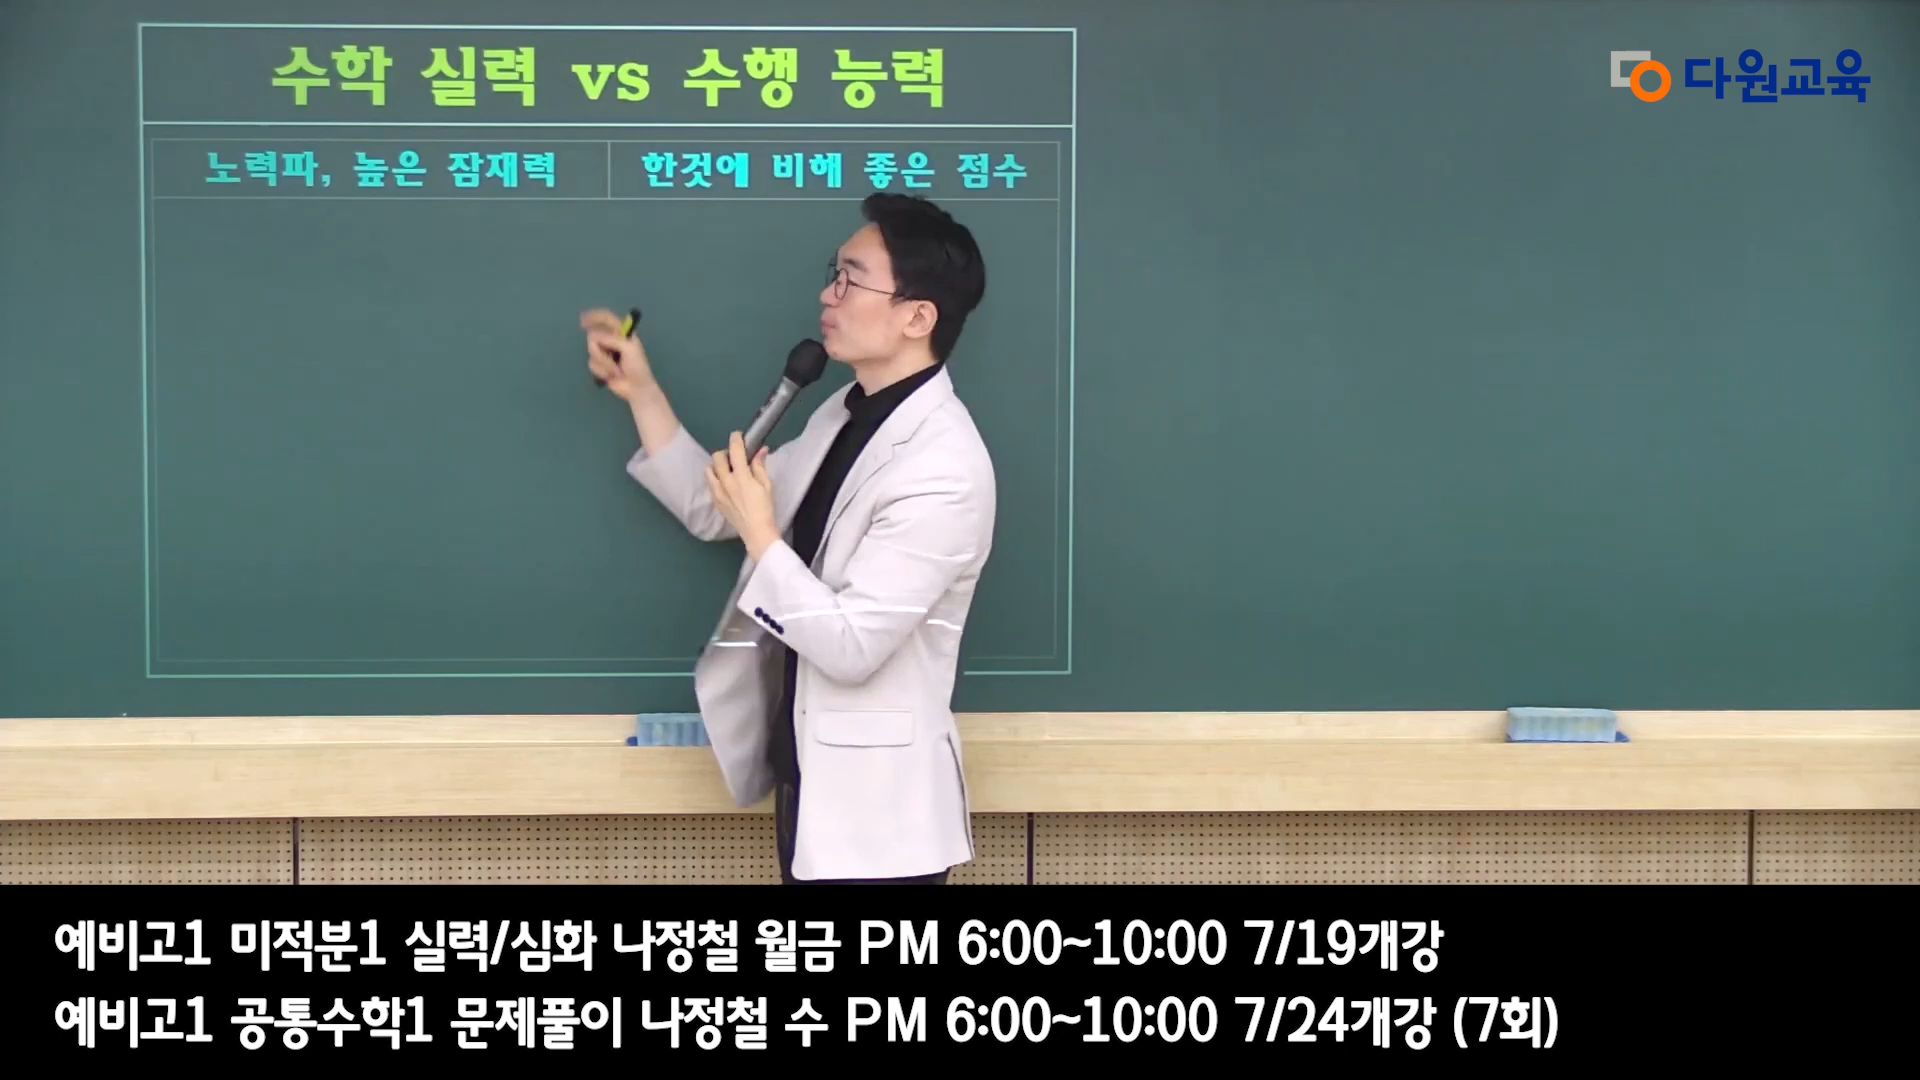 수학 실력 vs 수행 능력
다원교육
노력파, 높은 잠재력
한것에 비해 좋은 점수
예비고1 미적분1 실력/심화 나정철 월금 PM 6:00~10:00 7/19개강
예비고1 공통수학1 문제풀이 나정철 수 PM 6:00~10:00 7/24개강 (7회)